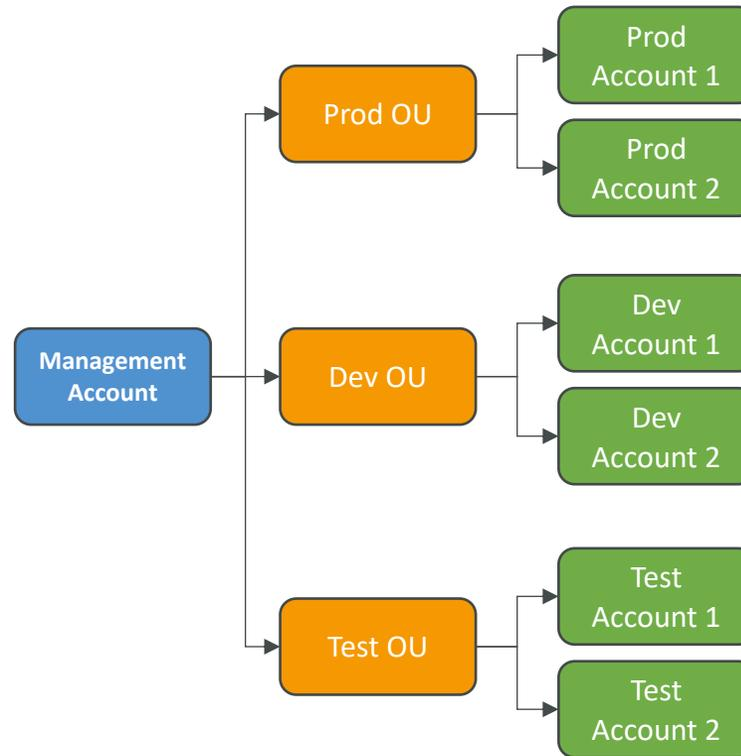 Prod
Account 1
Prod OU
Prod
Account 2
Dev
Account 1
Management
Account
Dev OU
Dev
Account 2
Test
Account 1
Test OU
Test
Account 2